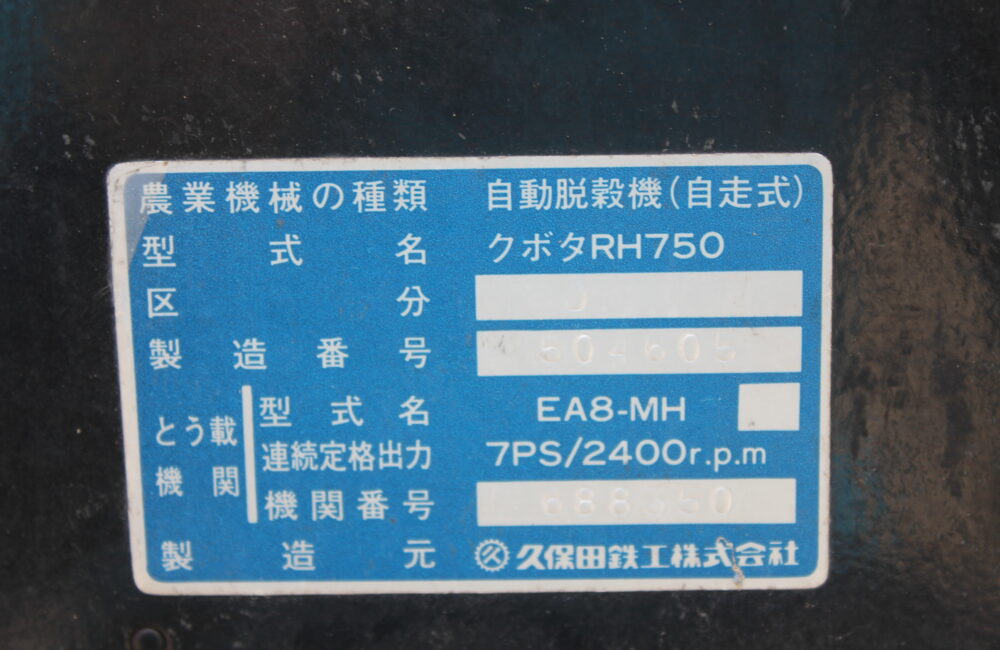 農業機械の種類 自動脱穀機(自走式)
型式名 クボタRH750
区分
製造番号 504605
とう載機関 型式名 EA8-MH
連続定格出力 7PS/2400r.p.m
機関番号
製造元 久保田鉄工株式会社